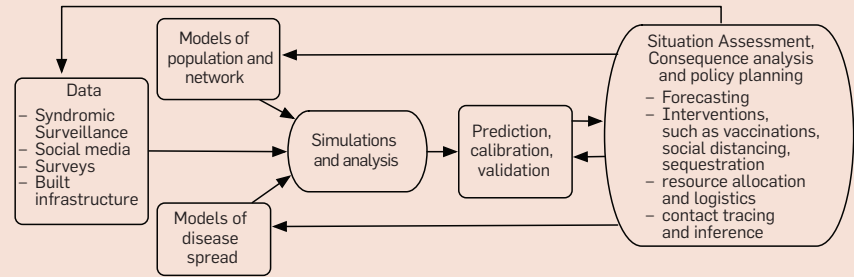 Models of
population and
network
Data
– Syndromic
Surveillance
– Social media
– Surveys
– Built
infrastructure
Models of
disease
spread
Simulations
and analysis
Prediction,
calibration,
validation
Situation Assessment,
Consequence analysis
and policy planning
– Forecasting
– Interventions,
such as vaccinations,
social distancing,
sequestration
– resource allocation
and logistics
– contact tracing
and inference